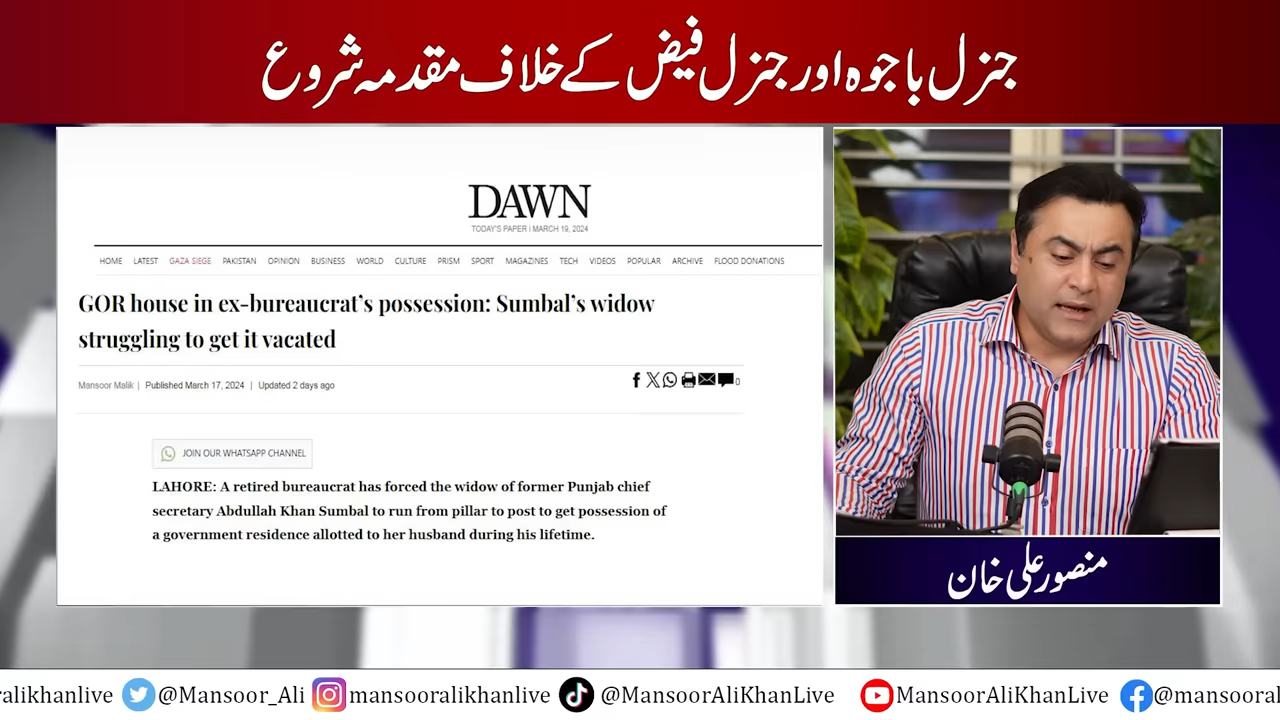 جنرل باجوہ اور جنرل فیض کے خلاف مقدمہ شروع
DAWN
TODAY'S PAPER | MARCH 19, 2024
HOME LATEST GAZA SIEGE PAKISTAN OPINION BUSINESS WORLD CULTURE PRISM SPORT MAGAZINES TECH VIDEOS POPULAR ARCHIVE FLOOD DONATIONS
GOR house in ex-bureaucrat's possession: Sumbal's widow
struggling to get it vacated
Mansoor Malik | Published March 17, 2024 | Updated 2 days ago
0
JOIN OUR WHATSAPP CHANNEL
LAHORE: A retired bureaucrat has forced the widow of former Punjab chief
secretary Abdullah Khan Sumbal to run from pillar to post to get possession of
a government residence allotted to her husband during his lifetime.
منصور علی خان
ralikhanlive @Mansoor_Ali mansooralikhanlive @MansoorAliKhanLive MansoorAliKhanLive @mansooral